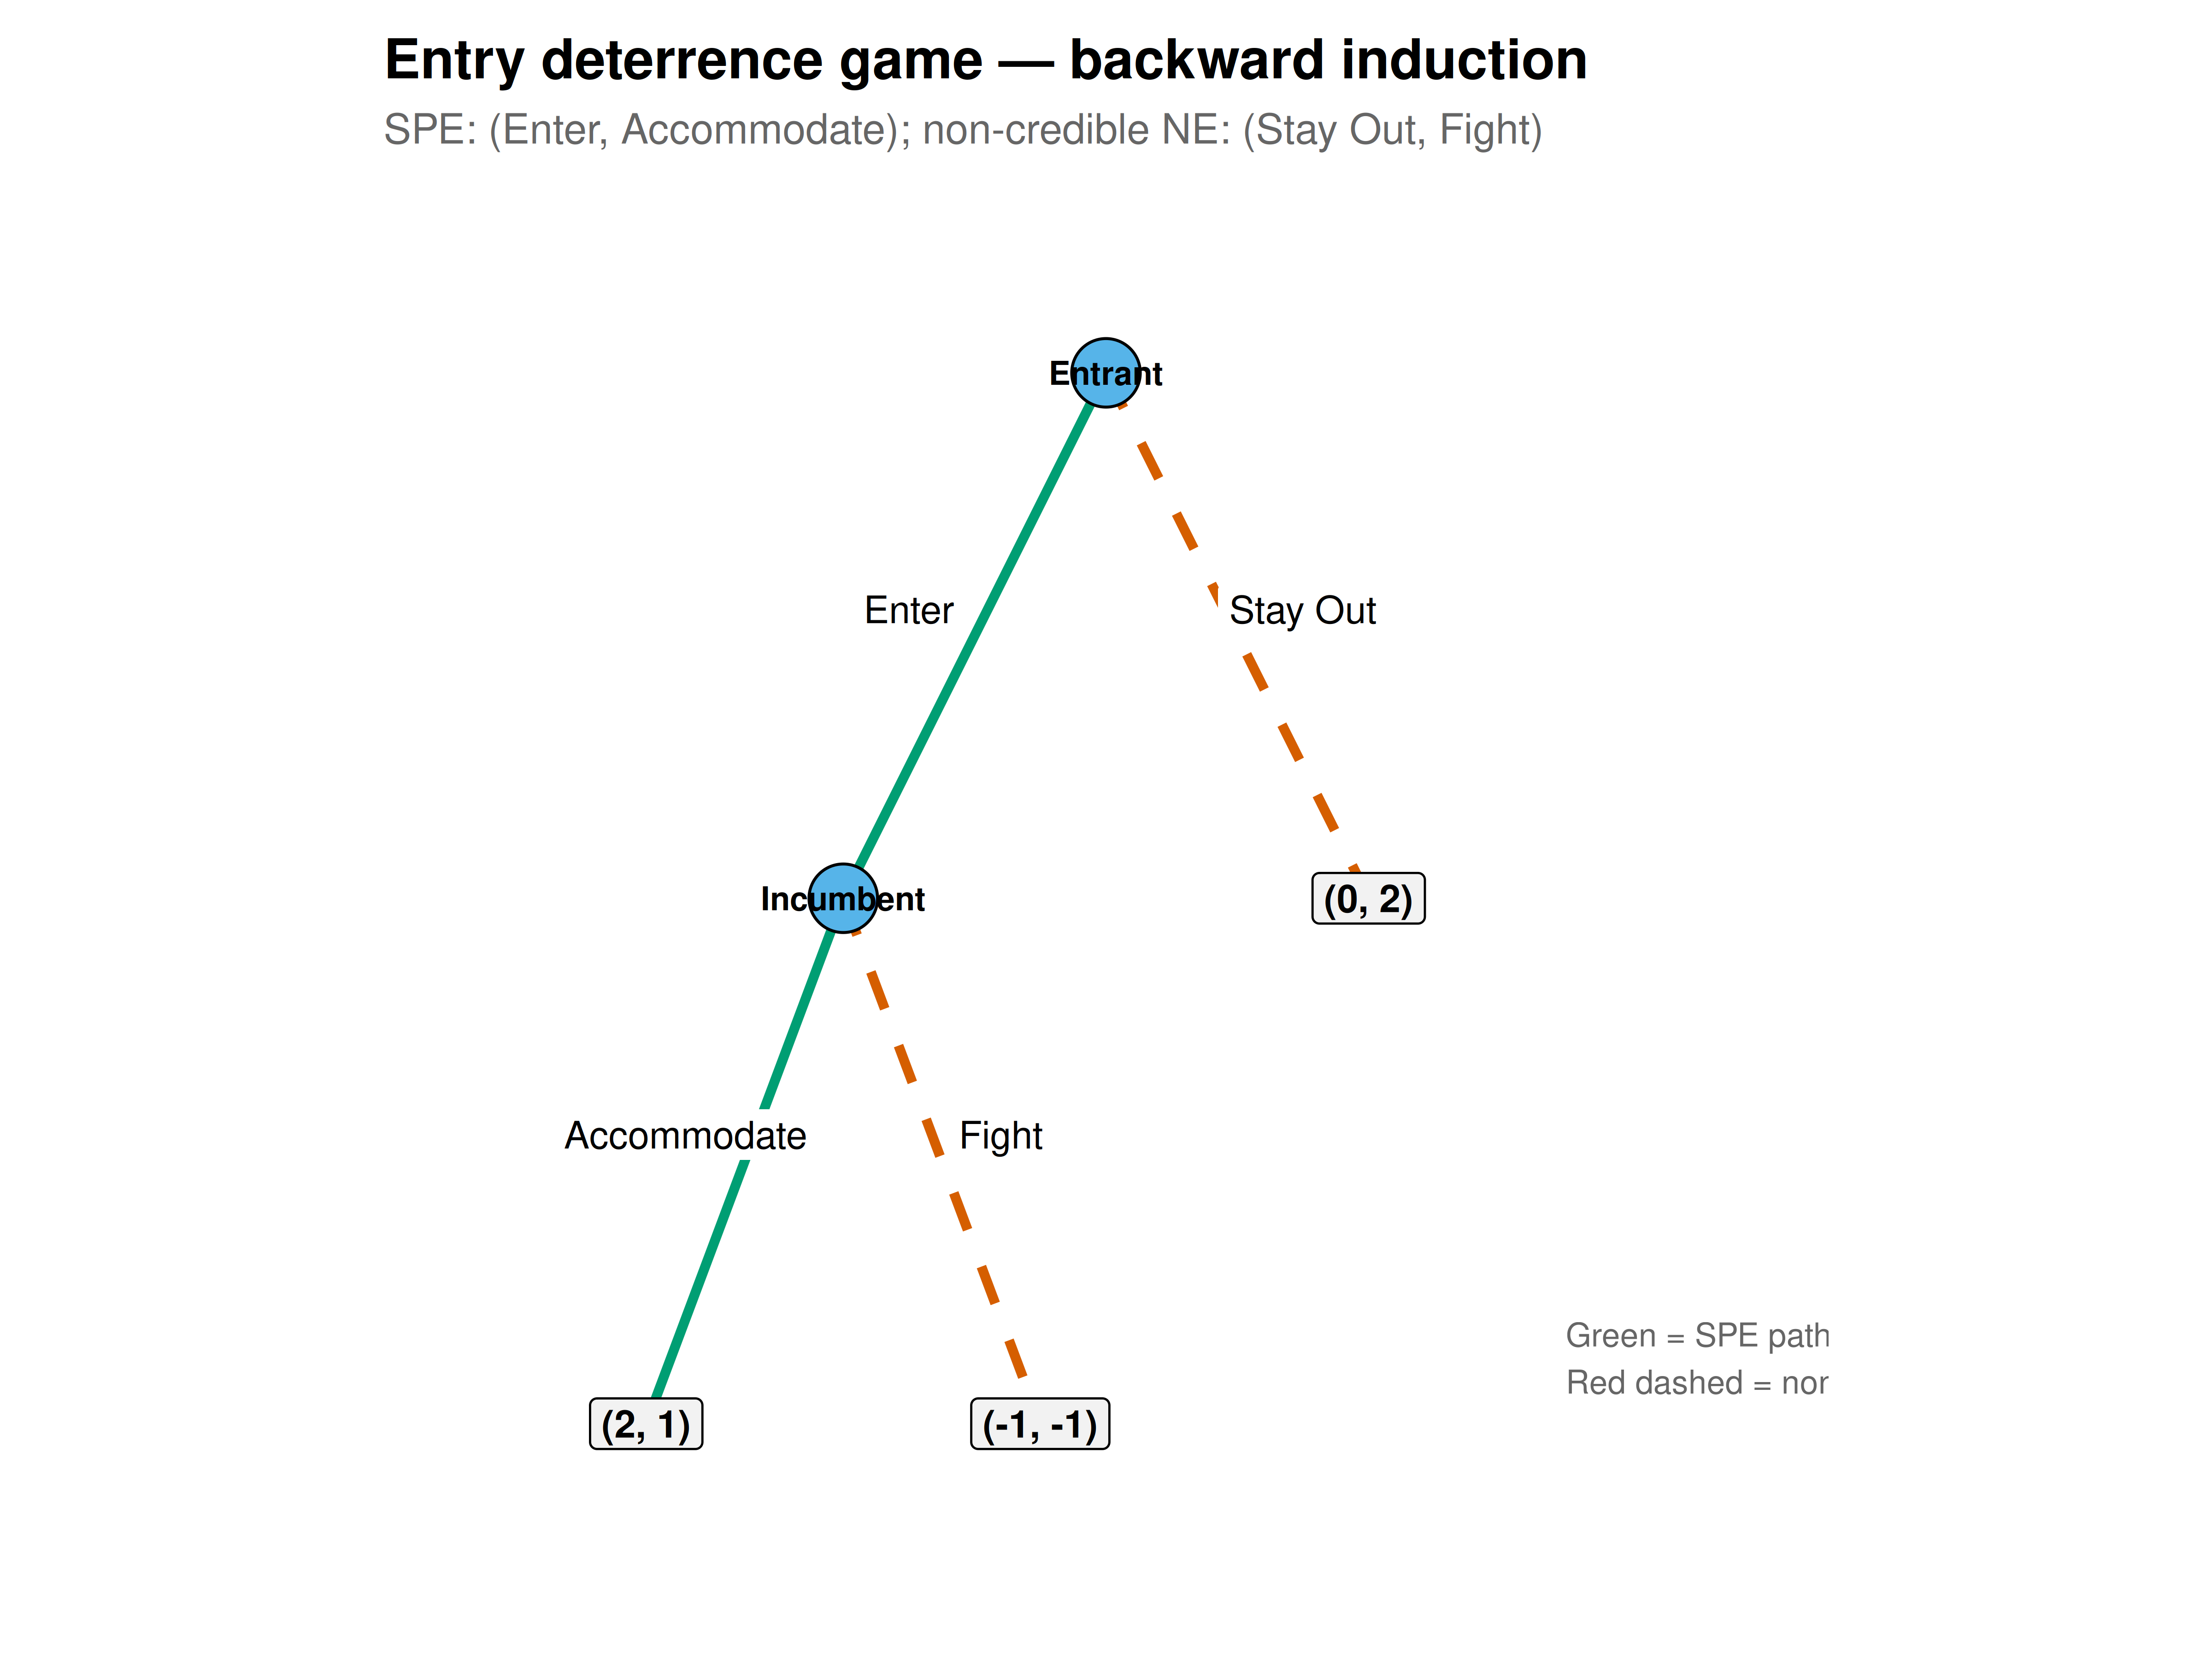 Entry deterrence game — backward induction
SPE: (Enter, Accommodate); non-credible NE: (Stay Out, Fight)
Entrant
Enter
Stay Out
Incumbent
(0, 2)
Accommodate
Fight
Green = SPE path
Red dashed = nor
(2, 1)
(-1, -1)